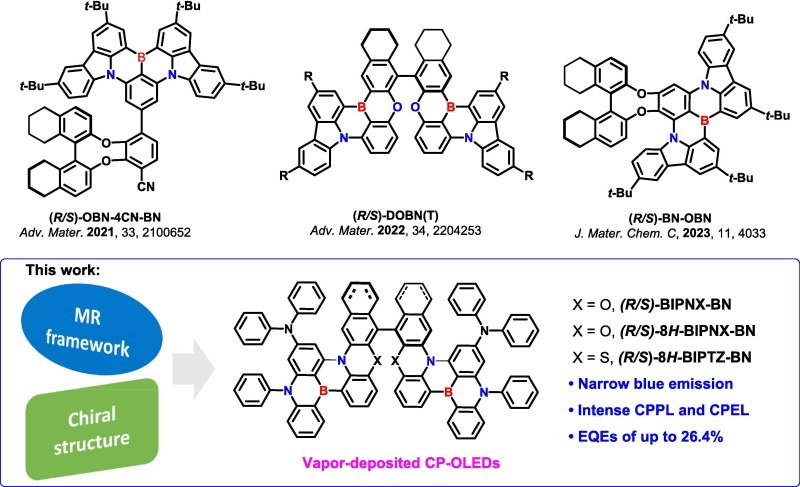 t-Bu
t-Bu
B
N
N
t-Bu
t-Bu
O
O
CN
(R/S)-OBN-4CN-BN
Adv. Mater. 2021, 33, 2100652
R
R
B
O
O
B
N
N
R
R
(R/S)-DOBN(T)
Adv. Mater. 2022, 34, 2204253
t-Bu
N
O
O
B
t-Bu
N
t-Bu
t-Bu
(R/S)-BN-OBN
J. Mater. Chem. C, 2023, 11, 4033
This work:
MR
framework
Chiral
structure
N
N
N
X
X
N
N
B
B
N
Vapor-deposited CP-OLEDs
X = O, (R/S)-BIPNX-BN
X = O, (R/S)-8H-BIPNX-BN
X = S, (R/S)-8H-BIPTZ-BN
• Narrow blue emission
• Intense CPPL and CPEL
• EQEs of up to 26.4%